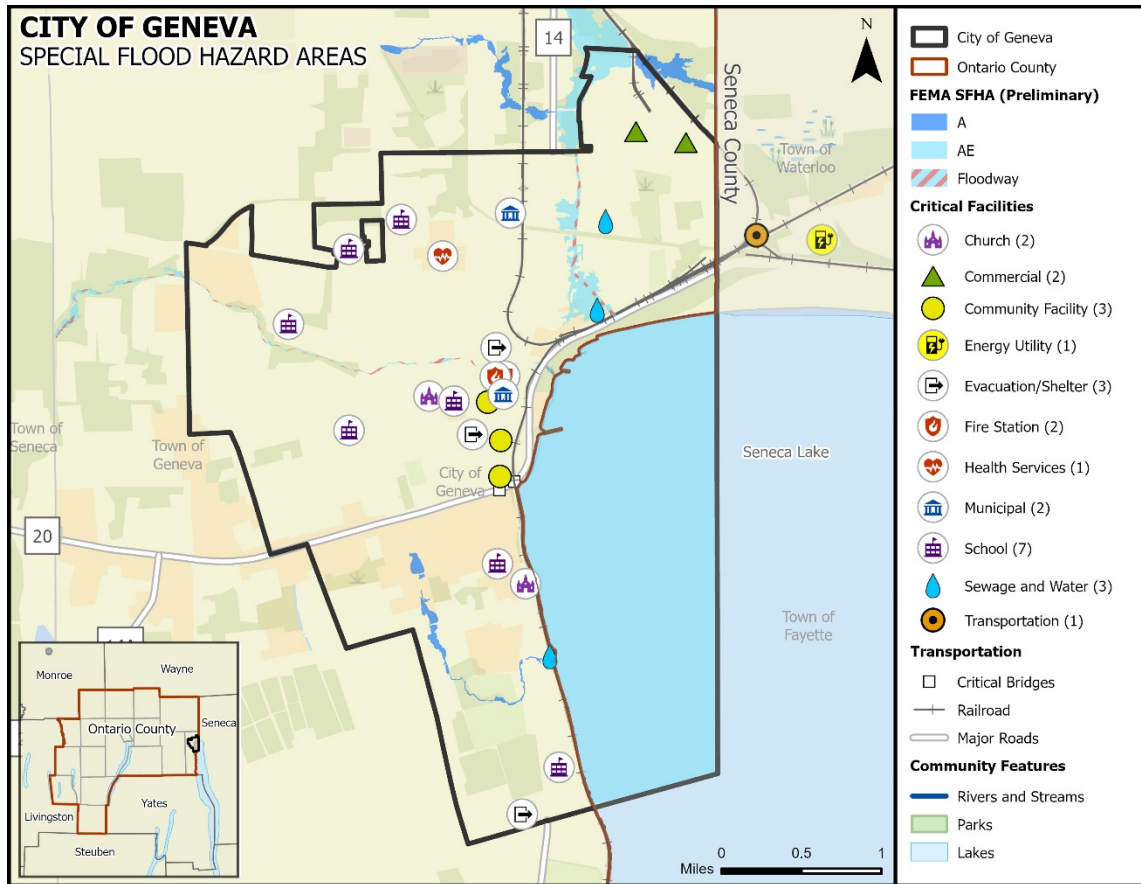 CITY OF GENEVA
SPECIAL FLOOD HAZARD AREAS
14
N
Seneca County
Town of
Waterloo
Town of
Seneca
Town of
Geneva
City of
Geneva
Seneca Lake
20
Town of
Fayette
Monroe
Wayne
Ontario County
Seneca
Livingston
Yates
Steuben
Miles
0 0.5 1
City of Geneva
Ontario County
FEMA SFHA (Preliminary)
A
AE
Floodway
Critical Facilities
Church (2)
Commercial (2)
Community Facility (3)
Energy Utility (1)
Evacuation/Shelter (3)
Fire Station (2)
Health Services (1)
Municipal (2)
School (7)
Sewage and Water (3)
Transportation (1)
Transportation
Critical Bridges
Railroad
Major Roads
Community Features
Rivers and Streams
Parks
Lakes